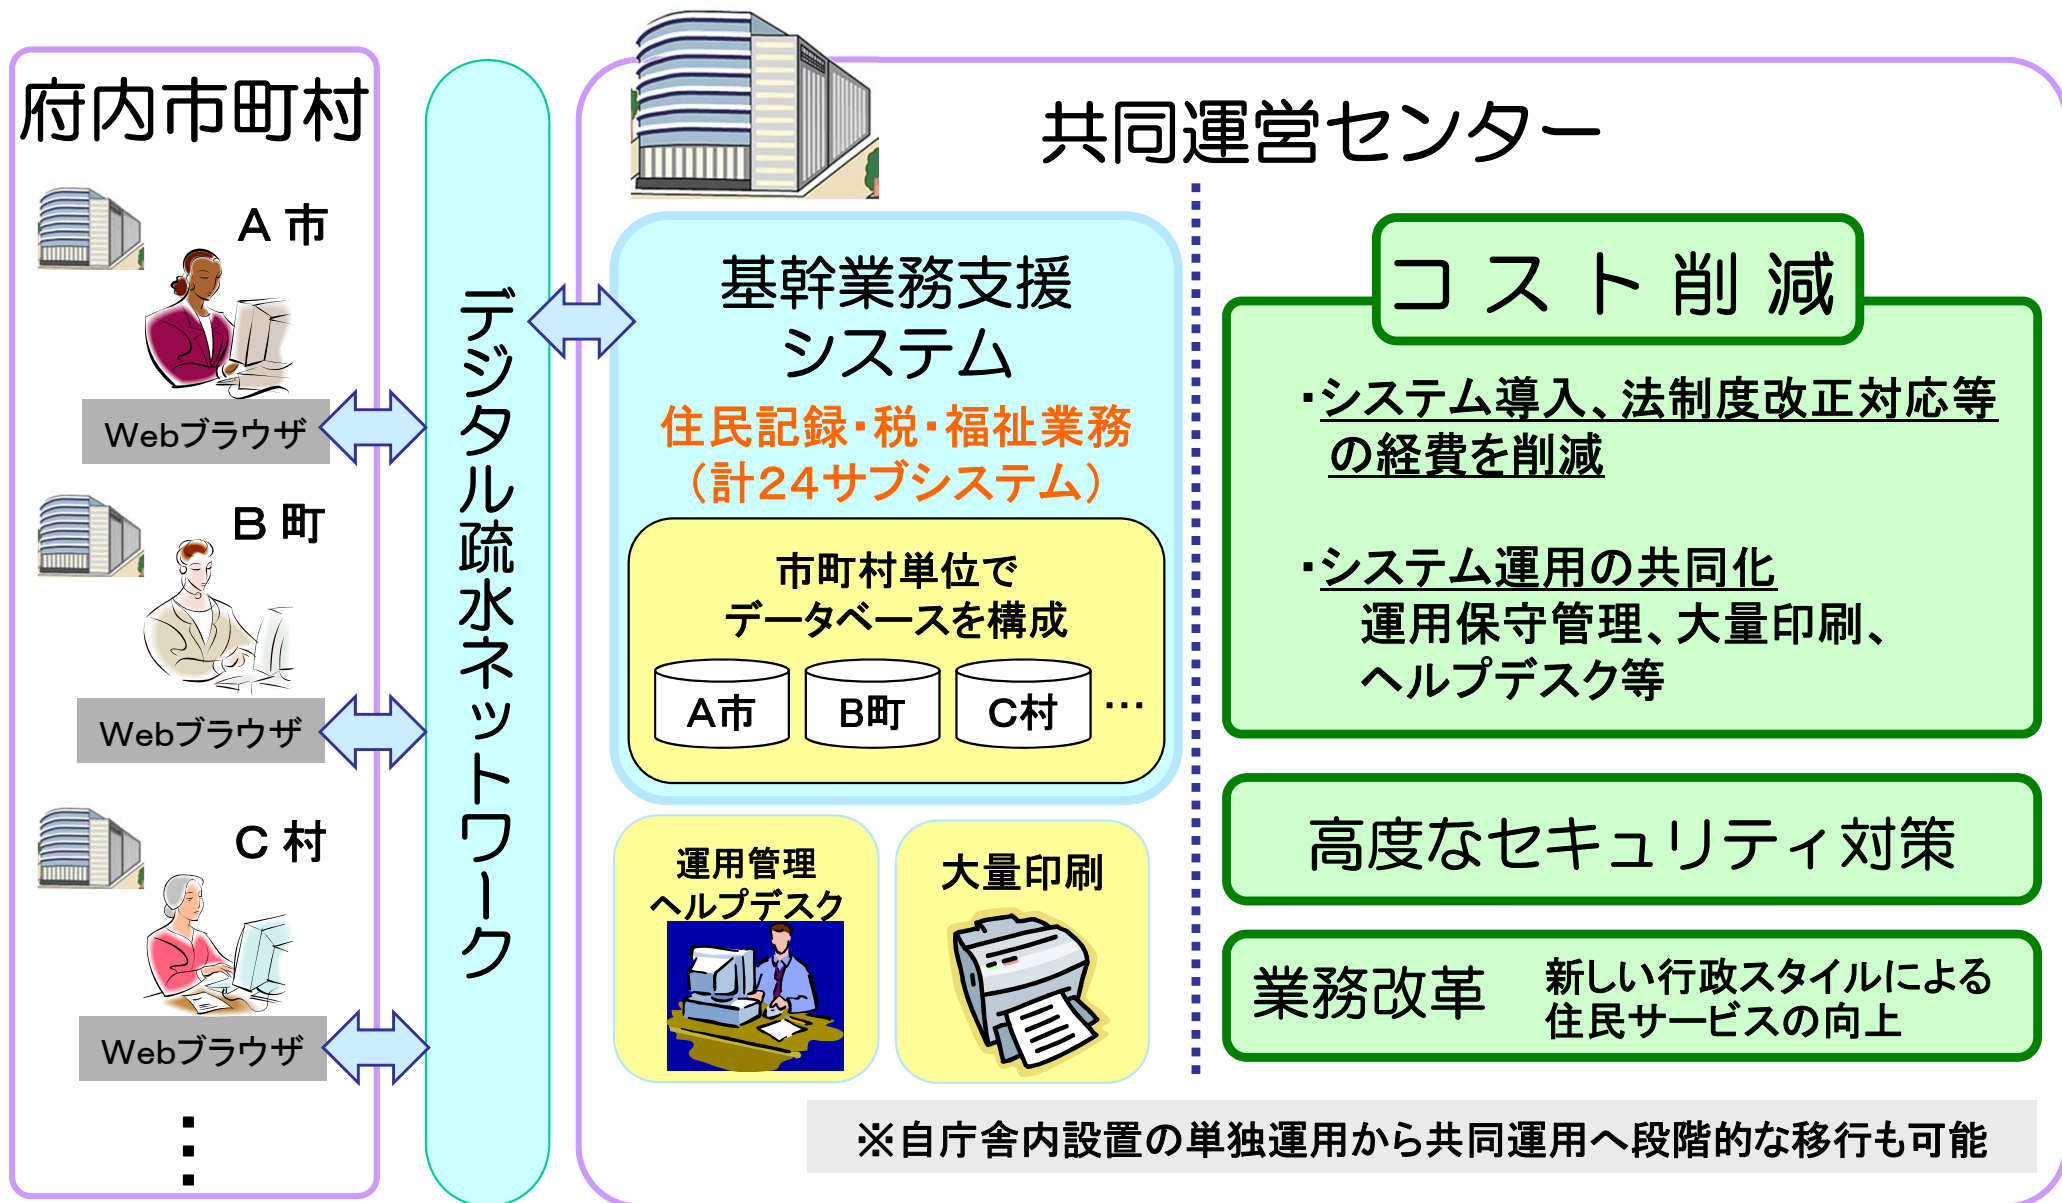 府内市町村
A 市
Webブラウザ
B 町
Webブラウザ
C 村
Webブラウザ
⋮
デジタル疏水ネットワーク
共同運営センター
基幹業務支援
システム
住民記録・税・福祉業務
（計24サブシステム）
市町村単位で
データベースを構成
A市
B町
C村
…
運用管理
ヘルプデスク
大量印刷
コスト削減
・システム導入、法制度改正対応等
の経費を削減
・システム運用の共同化
運用保守管理、大量印刷、
ヘルプデスク等
高度なセキュリティ対策
業務改革
新しい行政スタイルによる
住民サービスの向上
※自庁舎内設置の単独運用から共同運用へ段階的な移行も可能